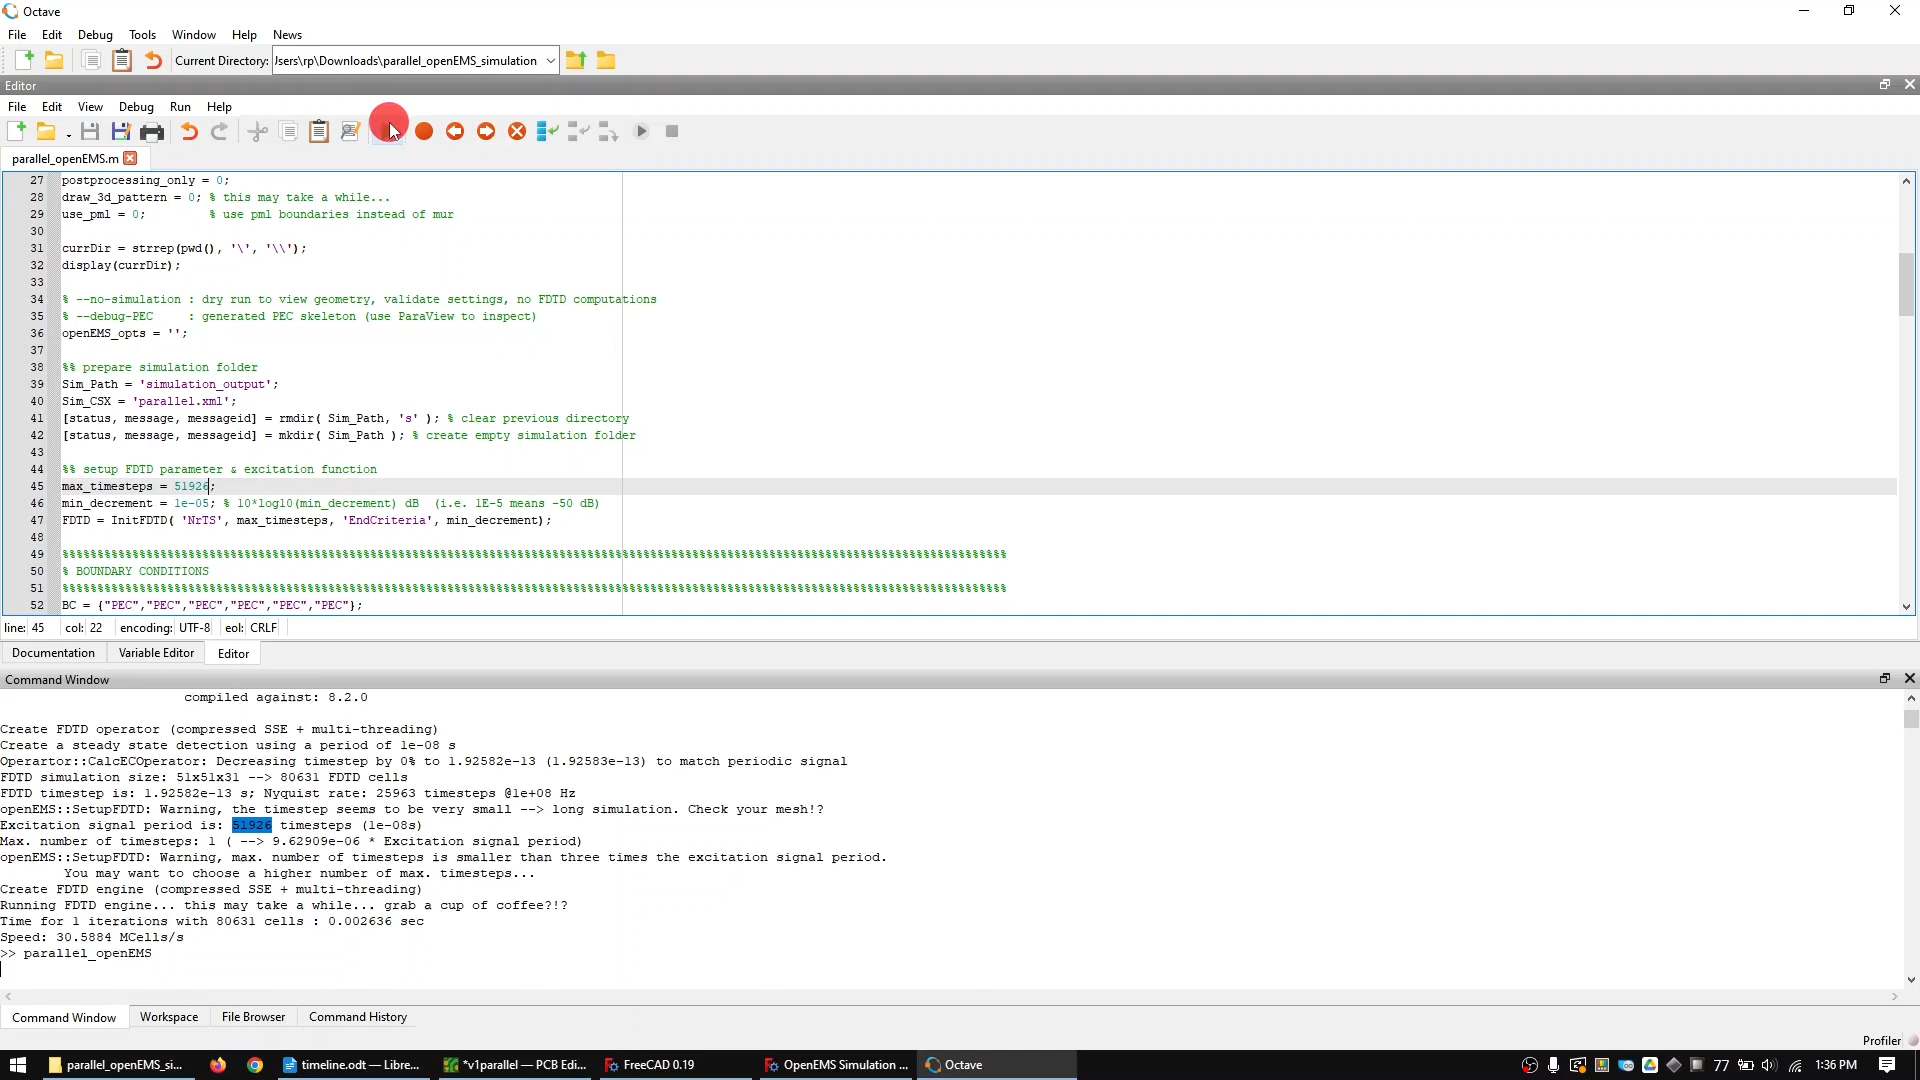 Octave
File Edit Debug Tools Window Help News
Current Directory: Jsers\rp\Downloads\parallel_openEMS_simulation
Editor
File Edit View Debug Run Help
parallel_openEMS.m
27 postprocessing_only = 0;
28 draw_3d_pattern = 0; % this may take a while...
29 use_pml = 0; % use pml boundaries instead of mur
30
31 currDir = strrep(pwd(), '\', '\\');
32 display(currDir);
33
34 % --no-simulation : dry run to view geometry, validate settings, no FDTD computations
35 % --debug-PEC : generated PEC skeleton (use ParaView to inspect)
36 openEMS_opts = '';
37
38 %% prepare simulation folder
39 Sim_Path = 'simulation_output';
40 Sim_CSX = 'parallel.xml';
41 [status, message, messageid] = rmdir( Sim_Path, 's' ); % clear previous directory
42 [status, message, messageid] = mkdir( Sim_Path ); % create empty simulation folder
43
44 %% setup FDTD parameter & excitation function
45 max_timesteps = 51926;
46 min_decrement = 1e-05; % 10*log10(min_decrement) dB (i.e. 1E-5 means -50 dB)
47 FDTD = InitFDTD( 'NrTS', max_timesteps, 'EndCriteria', min_decrement);
48
49 %%%%%%%%%%%%%%%%%%%%%%%%%%%%%%%%%%%%%%%%%%%%%%%%%%%%%%%%%%%%%%%%%%%%%%%%%%%%%%%%%%%%%%%%%%%%%%%%%%%%%%%%%%%%%%%%%%%%%%%%%%%%%%%%%%%%%%%%%
50 % BOUNDARY CONDITIONS
51 %%%%%%%%%%%%%%%%%%%%%%%%%%%%%%%%%%%%%%%%%%%%%%%%%%%%%%%%%%%%%%%%%%%%%%%%%%%%%%%%%%%%%%%%%%%%%%%%%%%%%%%%%%%%%%%%%%%%%%%%%%%%%%%%%%%%%%%%%
52 BC = {"PEC","PEC","PEC","PEC","PEC","PEC"};
line: 45 col: 22 encoding: UTF-8 eol: CRLF
Documentation Variable Editor Editor
Command Window
compiled against: 8.2.0
Create FDTD operator (compressed SSE + multi-threading)
Create a steady state detection using a period of 1e-08 s
Operartor::CalcECOperator: Decreasing timestep by 0% to 1.92582e-13 (1.92583e-13) to match periodic signal
FDTD simulation size: 51x51x31 --> 80631 FDTD cells
FDTD timestep is: 1.92582e-13 s; Nyquist rate: 25963 timesteps @1e+08 Hz
openEMS::SetupFDTD: Warning, the timestep seems to be very small --> long simulation. Check your mesh!?
Excitation signal period is: 51926 timesteps (1e-08s)
Max. number of timesteps: 1 ( --> 9.62909e-06 * Excitation signal period)
openEMS::SetupFDTD: Warning, max. number of timesteps is smaller than three times the excitation signal period.
You may want to choose a higher number of max. timesteps...
Create FDTD engine (compressed SSE + multi-threading)
Running FDTD engine... this may take a while... grab a cup of coffee?!?
Time for 1 iterations with 80631 cells : 0.002636 sec
Speed: 30.5884 MCells/s
>> parallel_openEMS
Command Window Workspace File Browser Command History
Profiler
parallel_openEMS_si... timeline.odt — Libre... *v1parallel — PCB Edi... FreeCAD 0.19 OpenEMS Simulation ... Octave 77 1:36 PM